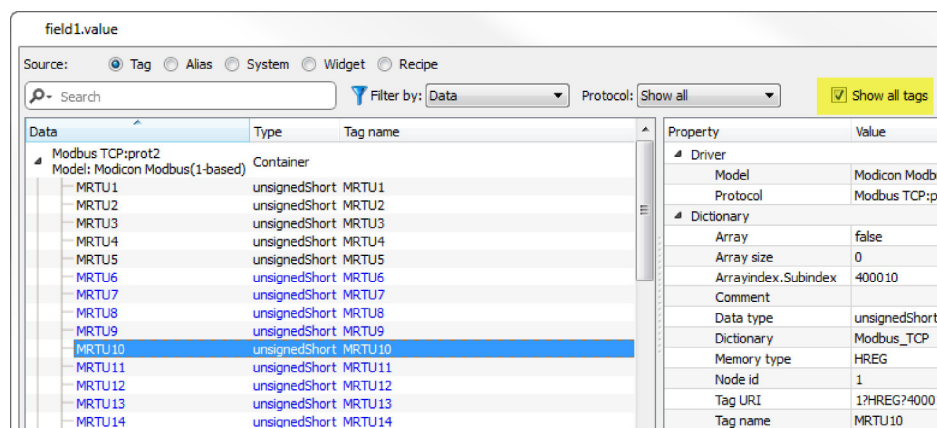 field1.value
Source: Tag Alias System Widget Recipe
Search Filter by: Data Protocol: Show all Show all tags
Data Type Tag name
Modbus TCP:prot2
Model: Modicon Modbus(1-based) Container
MRTU1 unsignedShort MRTU1
MRTU2 unsignedShort MRTU2
MRTU3 unsignedShort MRTU3
MRTU4 unsignedShort MRTU4
MRTU5 unsignedShort MRTU5
MRTU6 unsignedShort MRTU6
MRTU7 unsignedShort MRTU7
MRTU8 unsignedShort MRTU8
MRTU9 unsignedShort MRTU9
MRTU10 unsignedShort MRTU10
MRTU11 unsignedShort MRTU11
MRTU12 unsignedShort MRTU12
MRTU13 unsignedShort MRTU13
MRTU14 unsignedShort MRTU14
Property Value
Driver
Model Modicon Modb
Protocol Modbus TCP:p
Dictionary
Array false
Array size 0
Arrayindex.Subindex 400010
Comment
Data type unsignedShort
Dictionary Modbus_TCP
Memory type HREG
Node id 1
Tag URI 1?HREG?4000
Tag name MRTU10